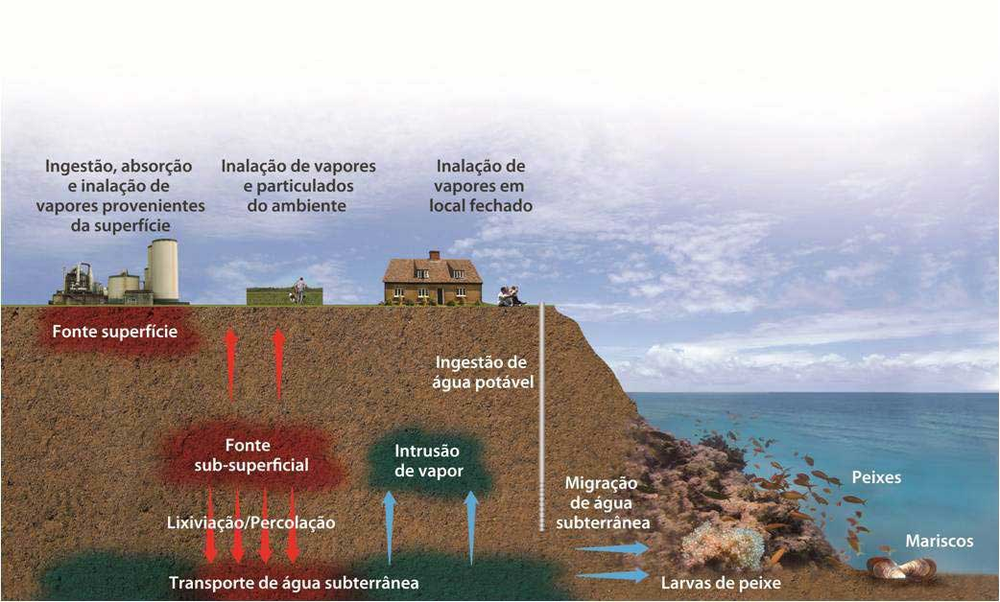 Ingestão, absorção
e inalação de
vapores provenientes
da superfície
Inalação de vapores
e particulados
do ambiente
Inalação de
vapores em
local fechado
Fonte superfície
Ingestão de
água potável
Fonte
sub-superficial
Intrusão
de vapor
Migração
de água
subterrânea
Peixes
Lixiviação/Percolação
Mariscos
Transporte de água subterrânea
Larvas de peixe